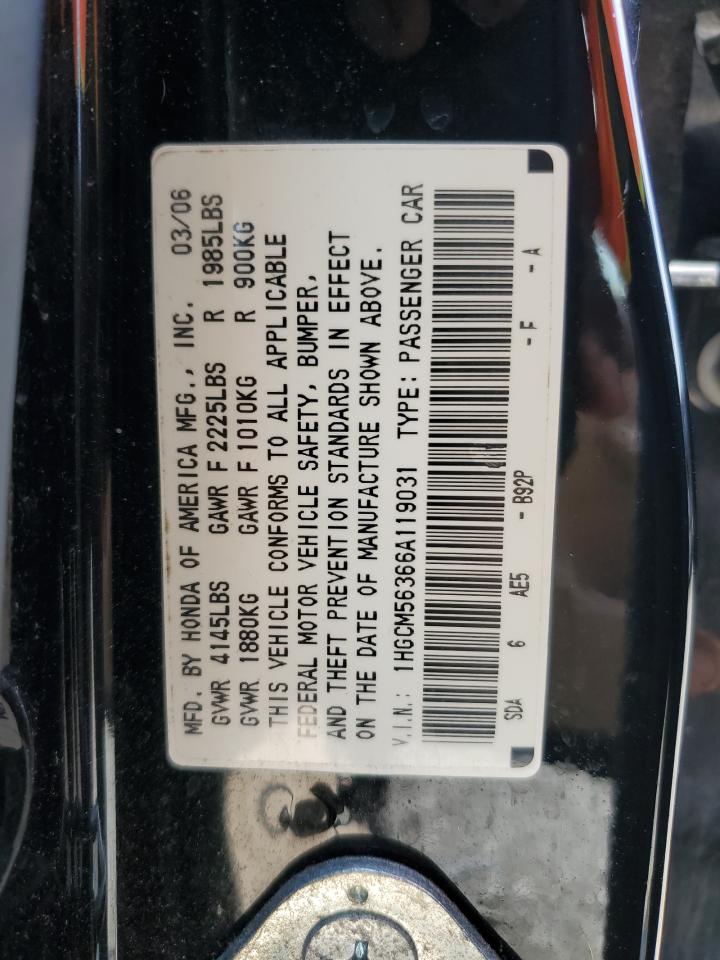 MFD. BY HONDA OF AMERICA MFG., INC. 03/06
GVWR 4145LBS GAWR F 2225LBS R 1985LBS
GVWR 1880KG GAWR F 1010KG R 900KG
THIS VEHICLE CONFORMS TO ALL APPLICABLE
FEDERAL MOTOR VEHICLE SAFETY, BUMPER,
AND THEFT PREVENTION STANDARDS IN EFFECT
ON THE DATE OF MANUFACTURE SHOWN ABOVE.
V.I.N.: 1HGCM56366A119031 TYPE: PASSENGER CAR
SDA 6 AE5 - B92P - F - A